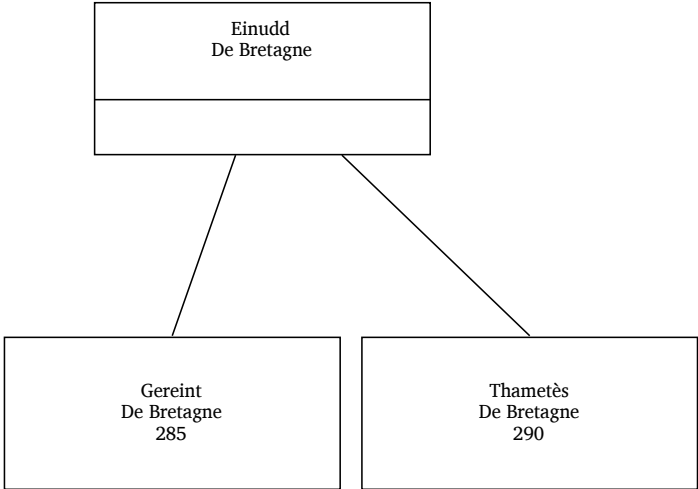 Einudd
De Bretagne
Gereint
De Bretagne
285
Thametès
De Bretagne
290